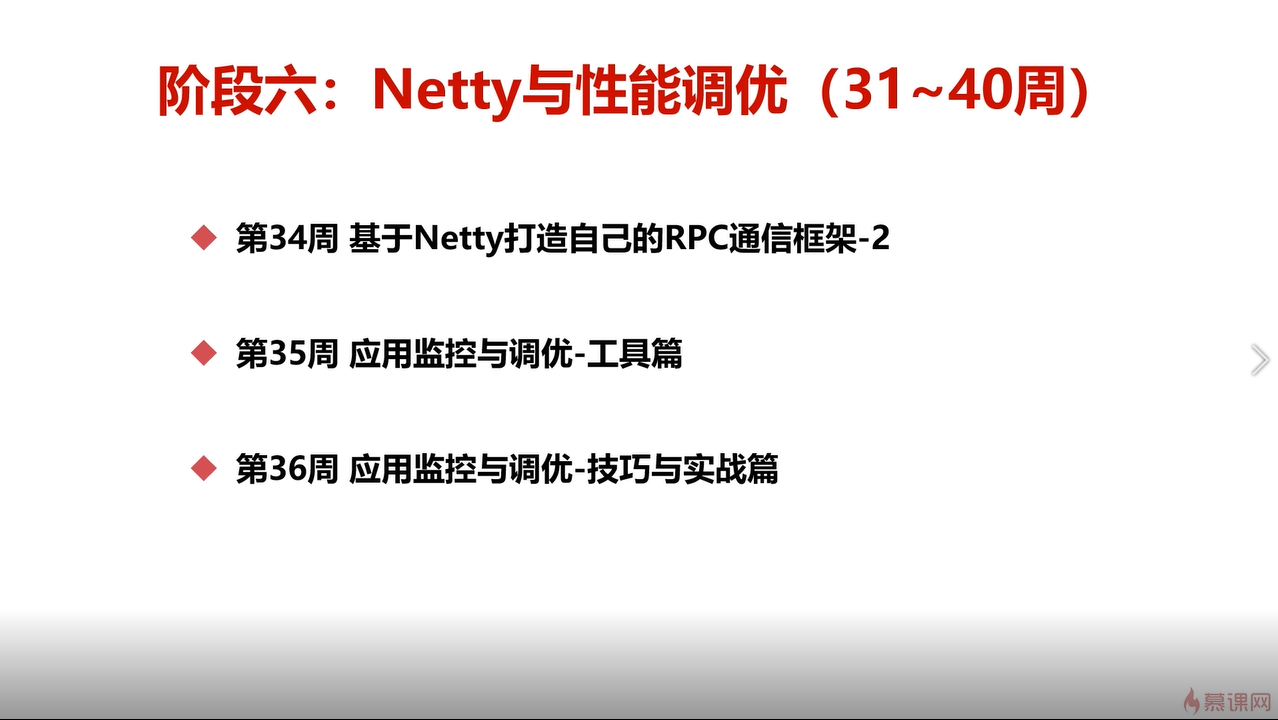 阶段六：Netty与性能调优（31~40周）
第34周 基于Netty打造自己的RPC通信框架-2
第35周 应用监控与调优-工具篇
第36周 应用监控与调优-技巧与实战篇
慕课网